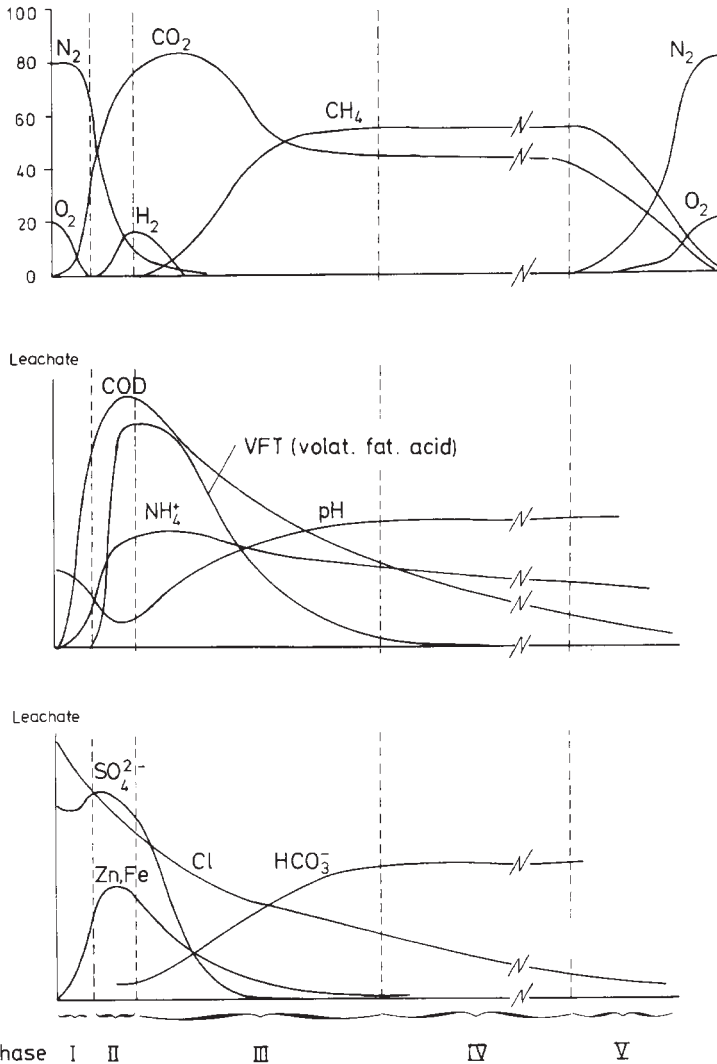 100
N₂
CO₂
N₂
80
60
CH₄
40
O₂
H₂
O₂
20
0
Leachate
COD
VFT (volat. fat. acid)
NH₄⁺
pH
Leachate
SO₄²⁻
Cl
HCO₃⁻
Zn,Fe
hase I II III IV V